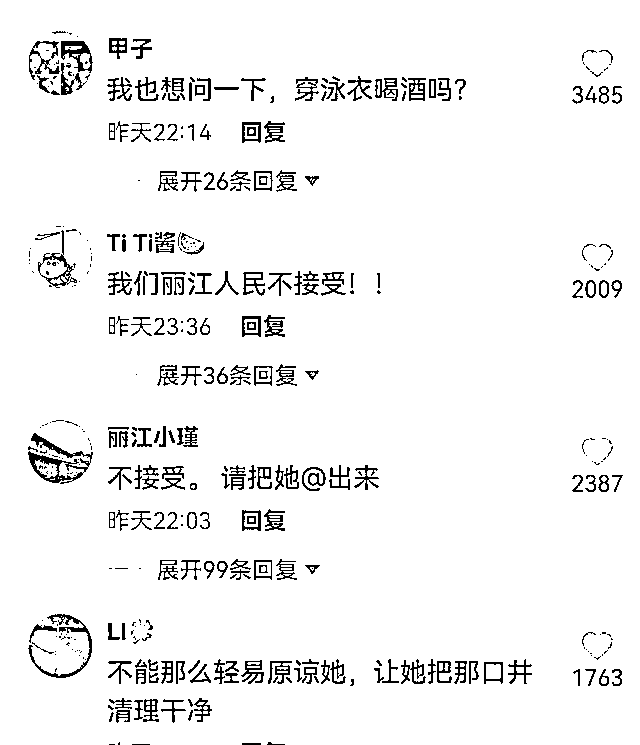 甲子
我也想问一下，穿泳衣喝酒吗？
3485
昨天22:14 回复
展开26条回复
Ti Ti酱
我们丽江人民不接受！！
2009
昨天23:36 回复
展开36条回复
丽江小瑾
不接受。请把她@出来
2387
昨天22:03 回复
展开99条回复
LI
不能那么轻易原谅她，让她把那口井
清理干净
1763